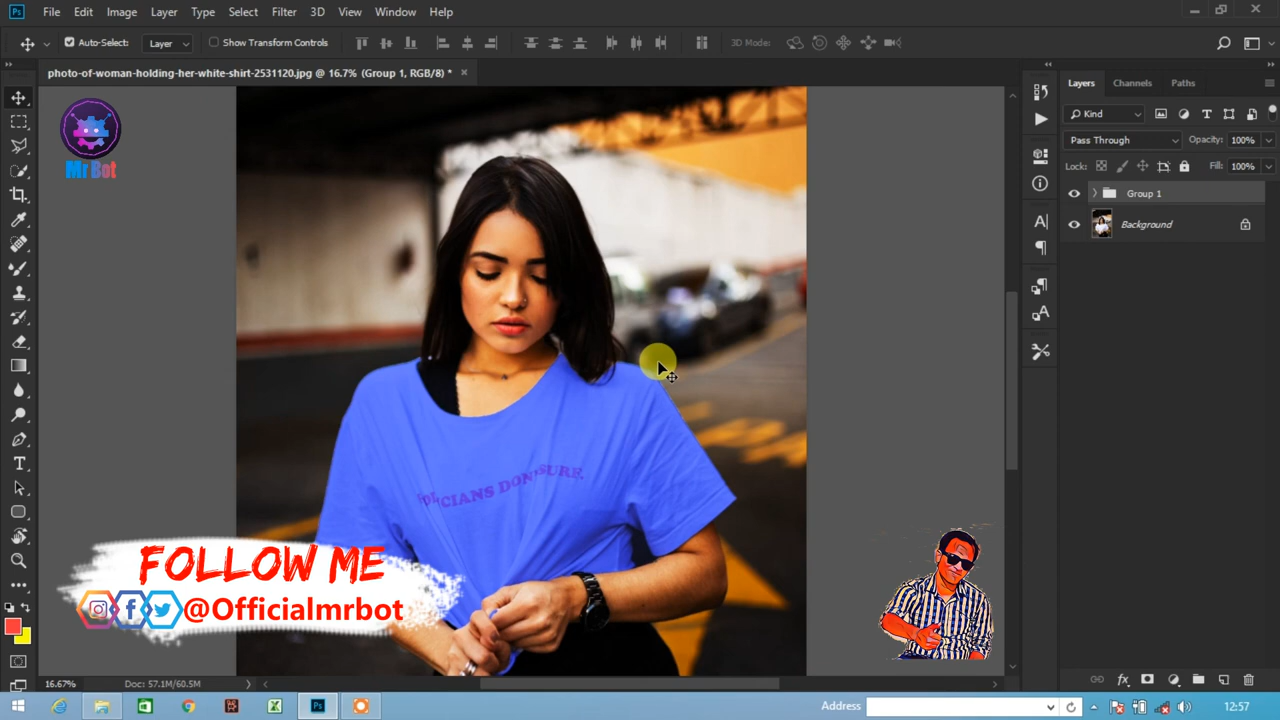 Ps File Edit Image Layer Type Select Filter 3D View Window Help
Auto-Select: Layer Show Transform Controls 3D Mode:
photo-of-woman-holding-her-white-shirt-2531120.jpg @ 16.7% (Group 1, RGB/8) *
Layers Channels Paths
Kind
Mr Bot
Pass Through Opacity: 100%
Lock: Fill: 100%
Group 1
Background
CIANS DON SURE.
FOLLOW ME
@Officialmrbot
16.67% Doc: 57.1M/60.5M
Address
12:57